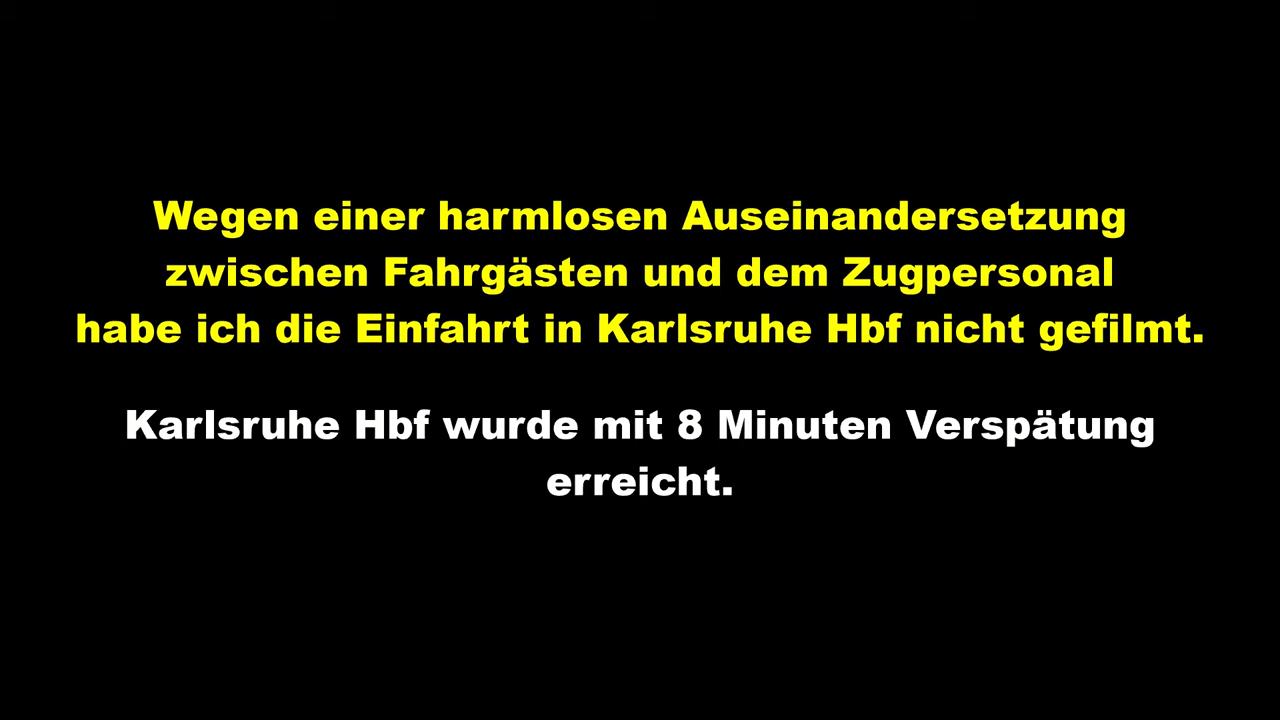 Wegen einer harmlosen Auseinandersetzung
zwischen Fahrgästen und dem Zugpersonal
habe ich die Einfahrt in Karlsruhe Hbf nicht gefilmt.
Karlsruhe Hbf wurde mit 8 Minuten Verspätung
erreicht.